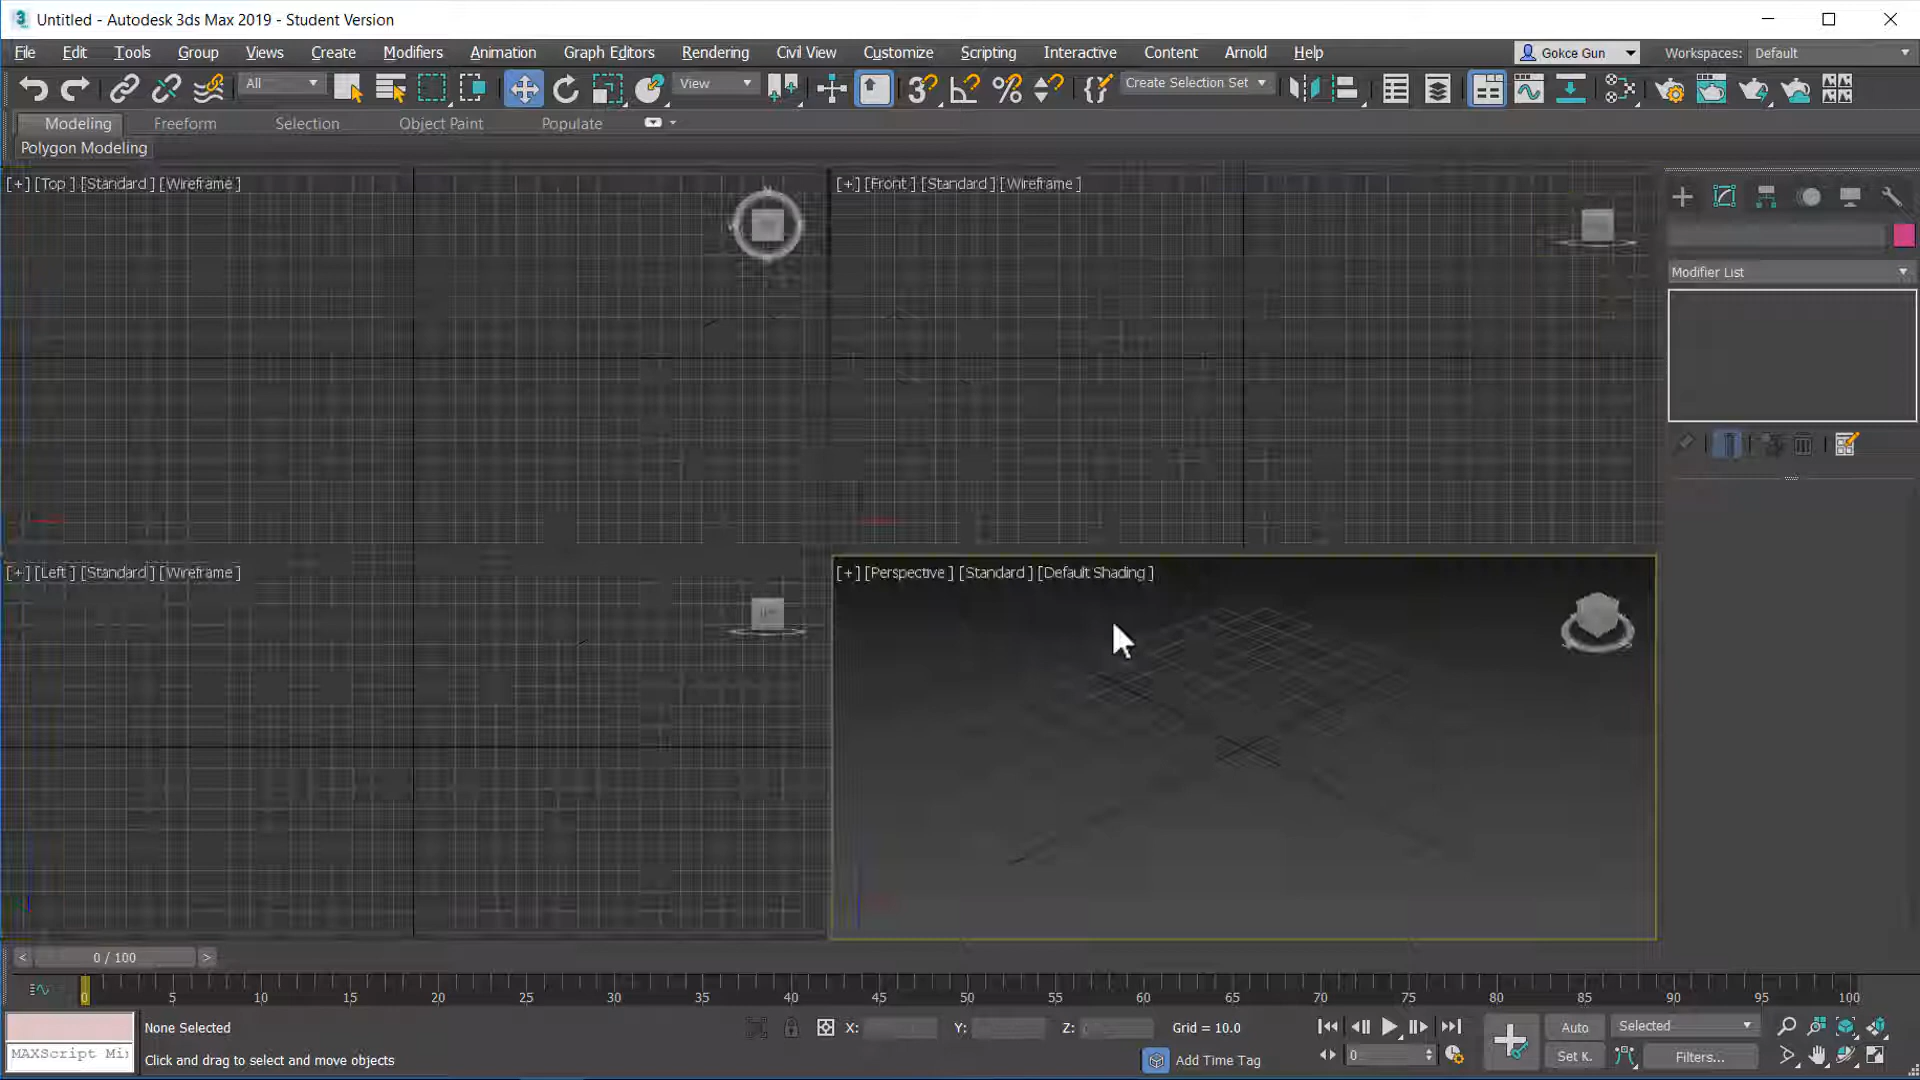 Untitled - Autodesk 3ds Max 2019 - Student Version
File Edit Tools Group Views Create Modifiers Animation Graph Editors Rendering Civil View Customize Scripting Interactive Content Arnold Help Gokce Gun Workspaces: Default
All View Create Selection Set
Modeling Freeform Selection Object Paint Populate
Polygon Modeling
[+] [Top ] [Standard ] [Wireframe ]
[+] [Front ] [Standard ] [Wireframe ]
Modifier List
[+] [Left ] [Standard ] [Wireframe ]
[+] [Perspective ] [Standard ] [Default Shading ]
< 0 / 100 >
0 5 10 15 20 25 30 35 40 45 50 55 60 65 70 75 80 85 90 95 100
None Selected X: Y: Z: Grid = 10.0 Auto Selected
MAXScript Mi Click and drag to select and move objects Add Time Tag 0 Set K. Filters...